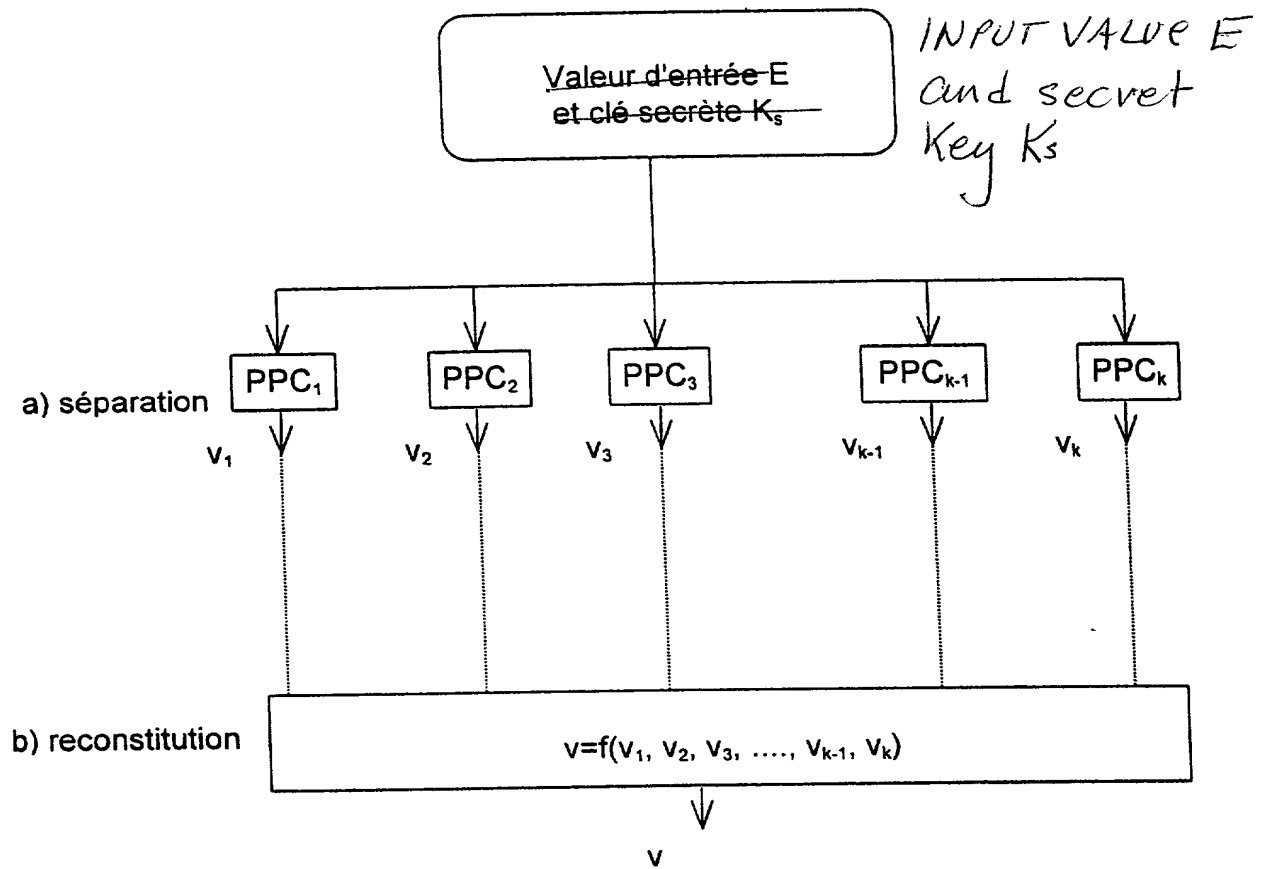 Valeur d'entrée E
et clé secrète Kₛ
INPUT VALUE E
and secret
Key Ks
PPC₁ PPC₂ PPC₃ PPCₖ₋₁ PPCₖ
a) séparation
v₁ v₂ v₃ vₖ₋₁ vₖ
b) reconstitution
v=f(v₁, v₂, v₃, ...., vₖ₋₁, vₖ)
v